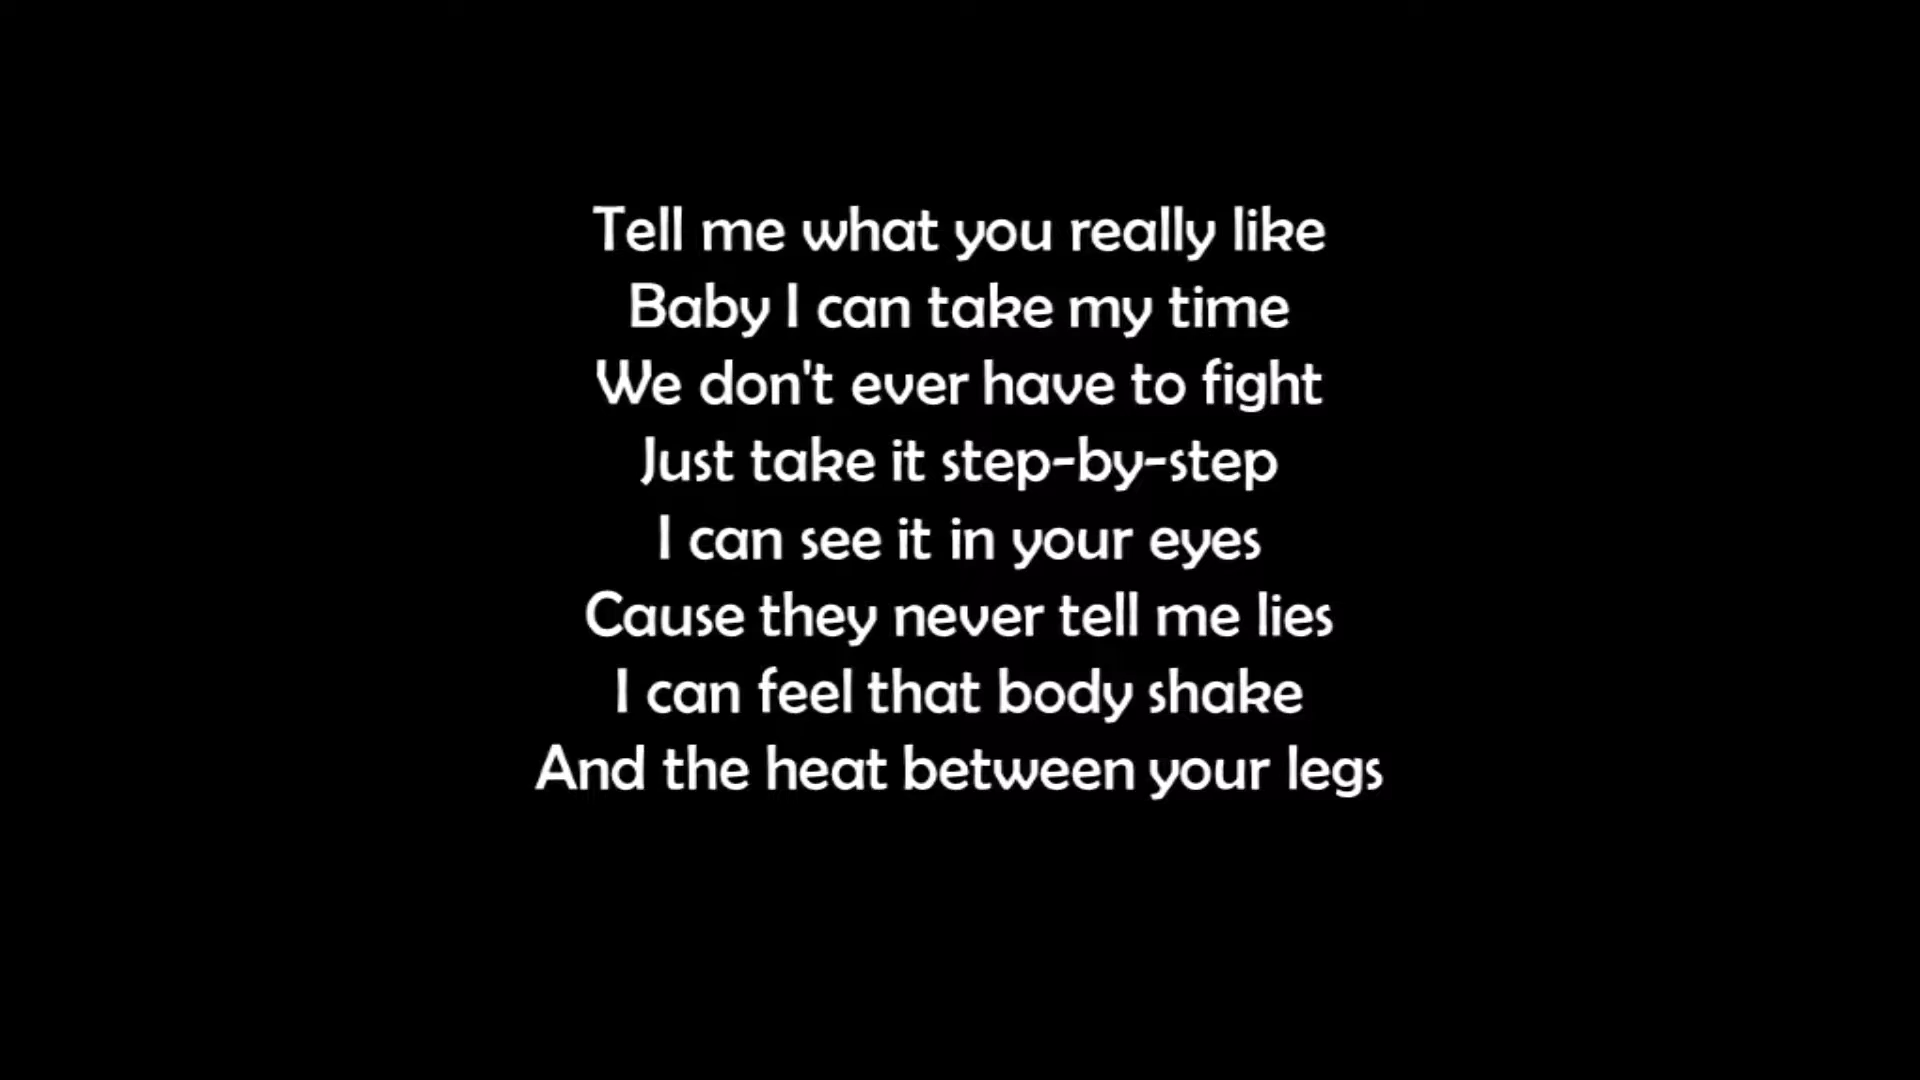 Tell me what you really like
Baby I can take my time
We don't ever have to fight
Just take it step-by-step
I can see it in your eyes
Cause they never tell me lies
I can feel that body shake
And the heat between your legs